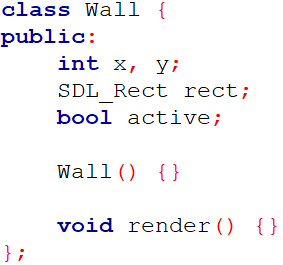 class Wall {
public:
    int x, y;
    SDL_Rect rect;
    bool active;

    Wall() {}

    void render() {}
};